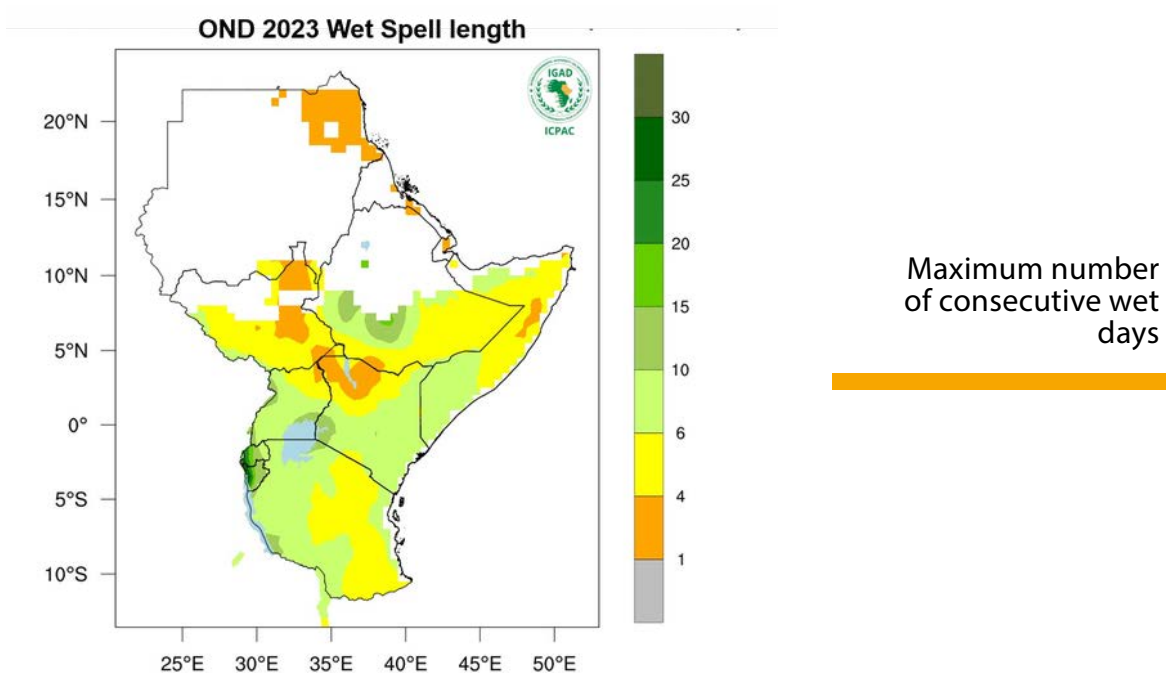 OND 2023 Wet Spell length
IGAD
ICPAC
20°N
15°N
10°N
5°N
0°
5°S
10°S
25°E 30°E 35°E 40°E 45°E 50°E
30
25
20
15
10
6
4
1
Maximum number
of consecutive wet
days